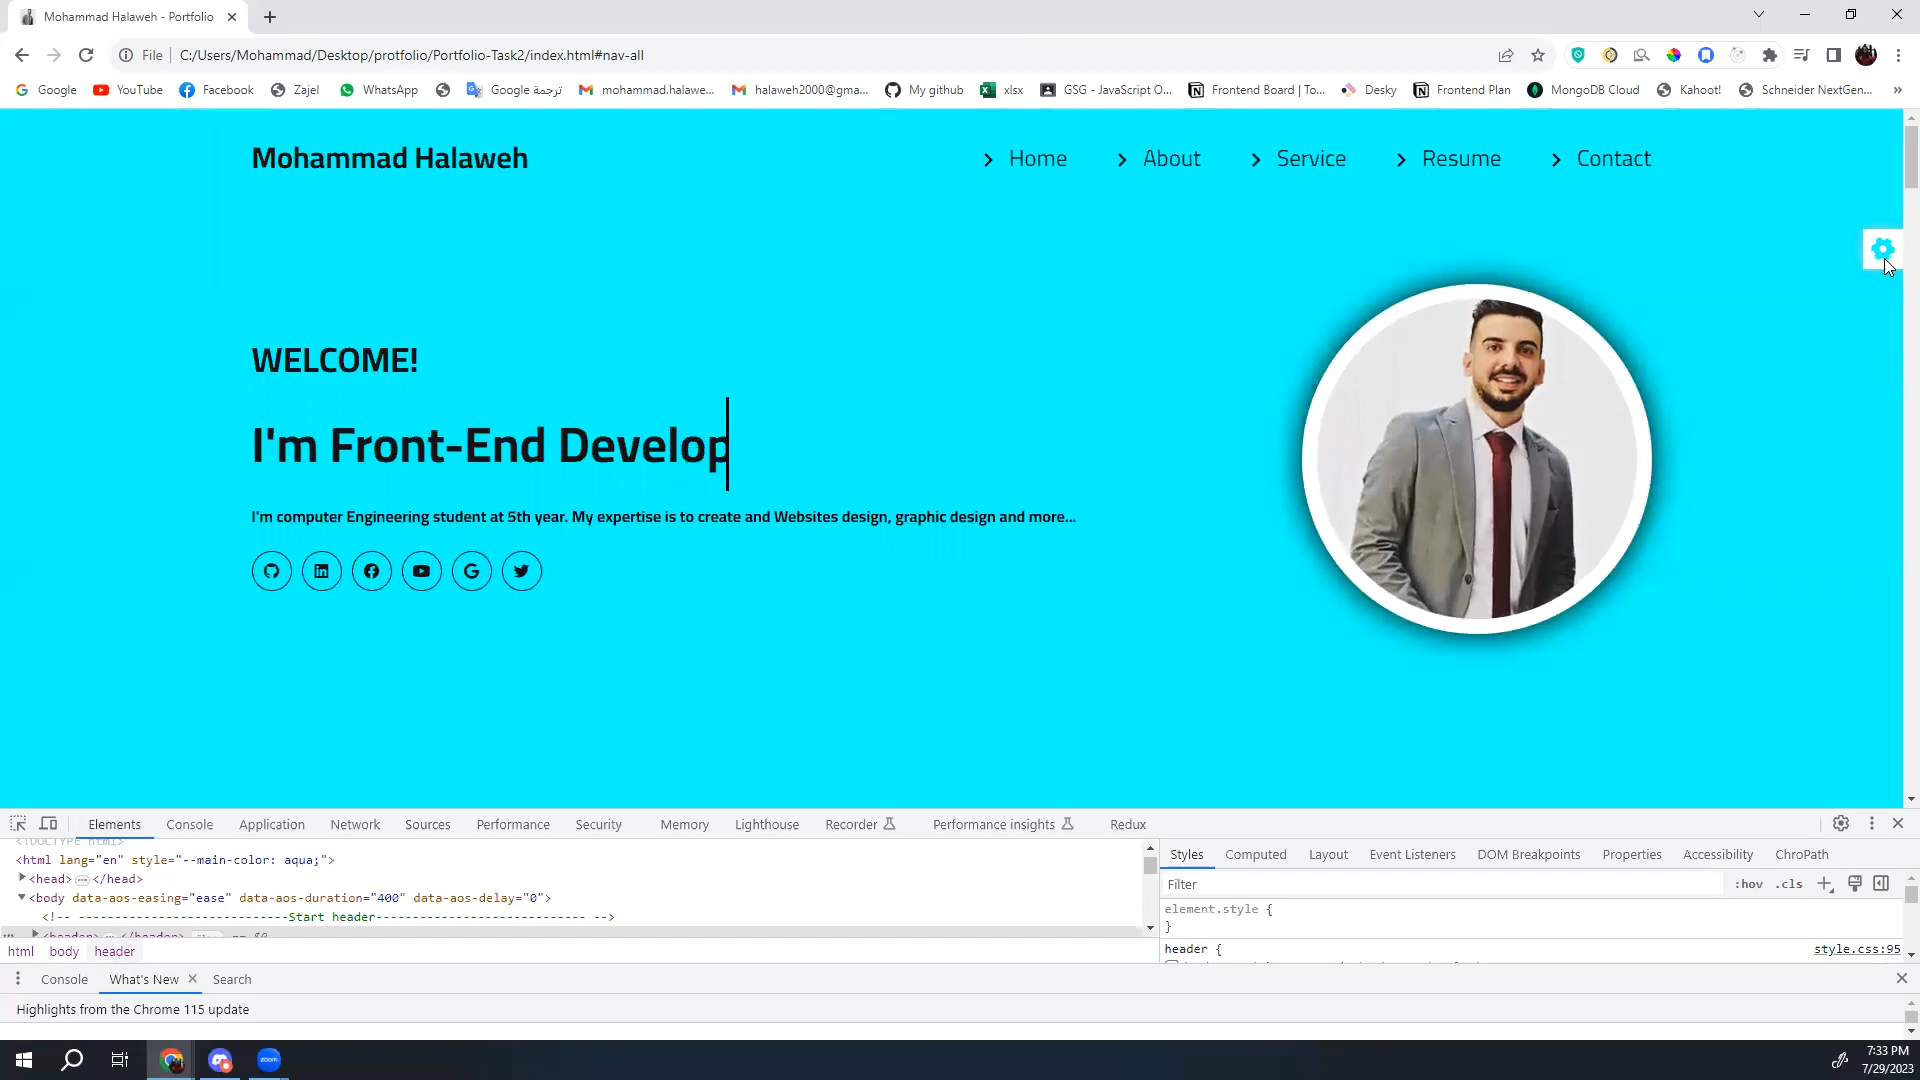 Mohammad Halaweh - Portfolio
File C:/Users/Mohammad/Desktop/protfolio/Portfolio-Task2/index.html#nav-all
Google YouTube Facebook Zajel WhatsApp Google ترجمة mohammad.halawe... halaweh2000@gma... My github xlsx GSG - JavaScript O... Frontend Board | To... Desky Frontend Plan MongoDB Cloud Kahoot! Schneider NextGen... »
Mohammad Halaweh
Home About Service Resume Contact
WELCOME!
I'm Front-End Develop
I'm computer Engineering student at 5th year. My expertise is to create and Websites design, graphic design and more...
Elements Console Application Network Sources Performance Security Memory Lighthouse Recorder Performance insights Redux
<!DOCTYPE html>
<html lang="en" style="--main-color: aqua;">
<head> </head>
<body data-aos-easing="ease" data-aos-duration="400" data-aos-delay="0">
<!-- ----------------------------Start header---------------------------- -->
html body header
Styles Computed Layout Event Listeners DOM Breakpoints Properties Accessibility ChroPath
Filter :hov .cls
element.style {
}
header { style.css:95
Console What's New Search
Highlights from the Chrome 115 update
zoom
7:33 PM
7/29/2023